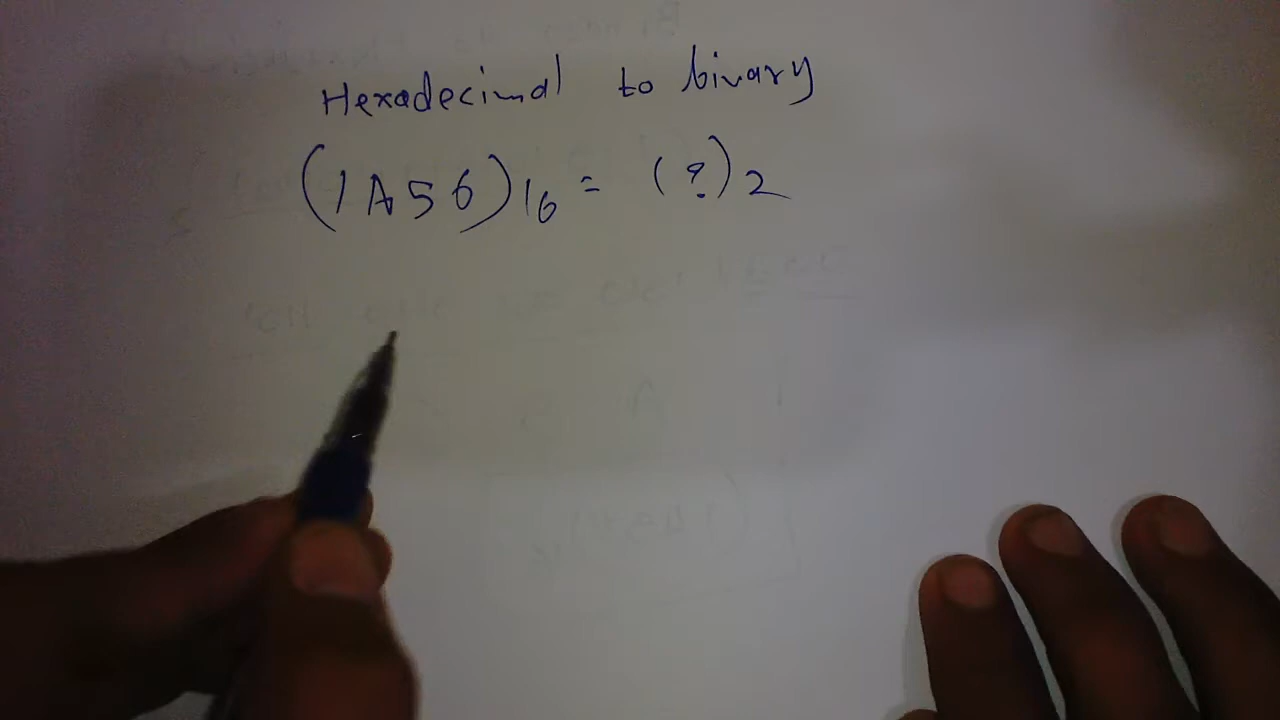 Hexadecimal to binary
(1A56)16 = (?)2